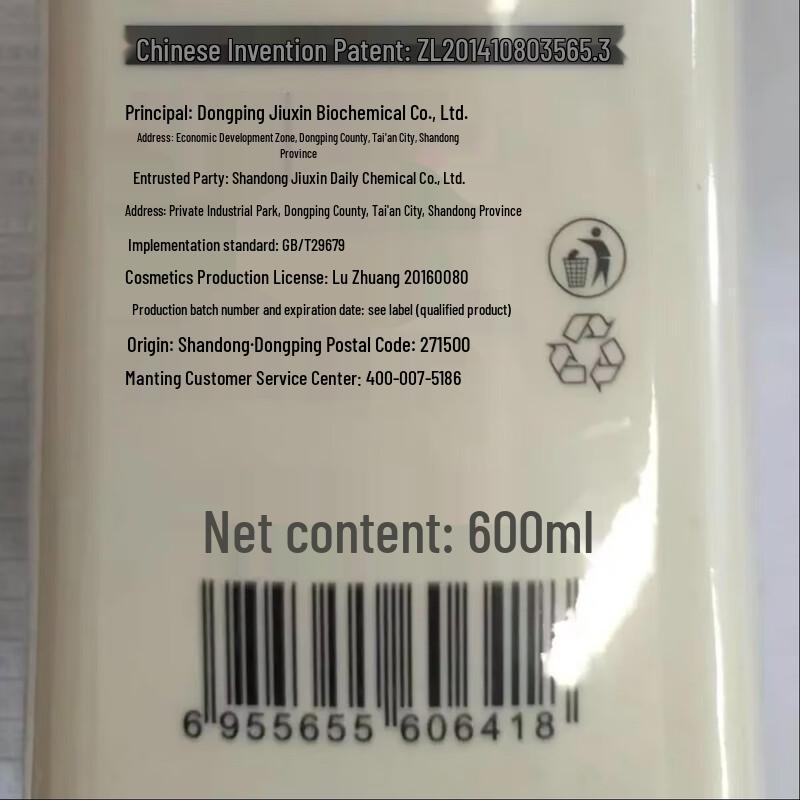 Chinese Invention Patent: ZL201410803565.3
Principal: Dongping Jiuxin Biochemical Co., Ltd.
Address: Economic Development Zone, Dongping County, Tai'an City, Shandong
Province
Entrusted Party: Shandong Jiuxin Daily Chemical Co., Ltd.
Address: Private Industrial Park, Dongping County, Tai'an City, Shandong Province
Implementation standard: GB/T29679
Cosmetics Production License: Lu Zhuang 20160080
Production batch number and expiration date: see label (qualified product)
Origin: Shandong·Dongping Postal Code: 271500
Manting Customer Service Center: 400-007-5186
Net content: 600ml
6 955655 606418